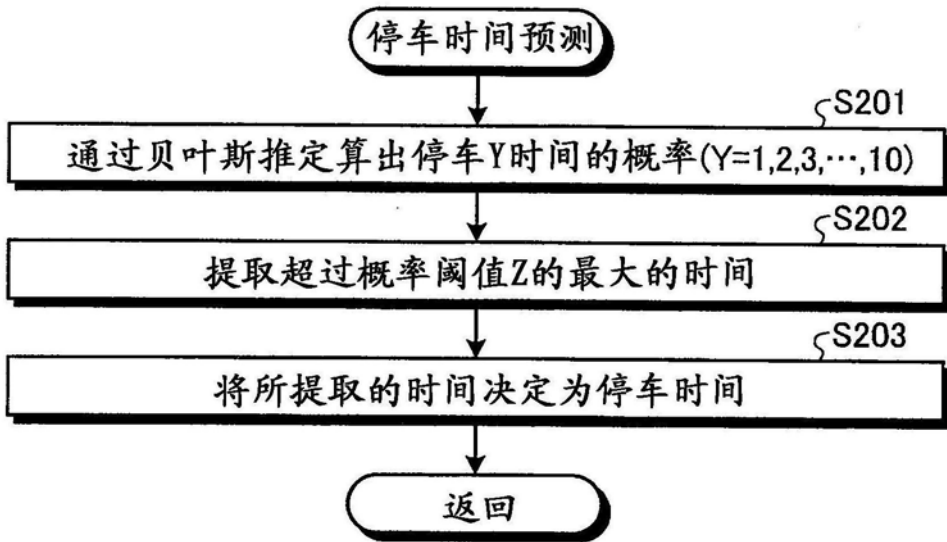 停车时间预测
S201
通过贝叶斯推定算出停车Y时间的概率(Y=1,2,3,···,10)
S202
提取超过概率阈值Z的最大的时间
S203
将所提取的时间决定为停车时间
返回